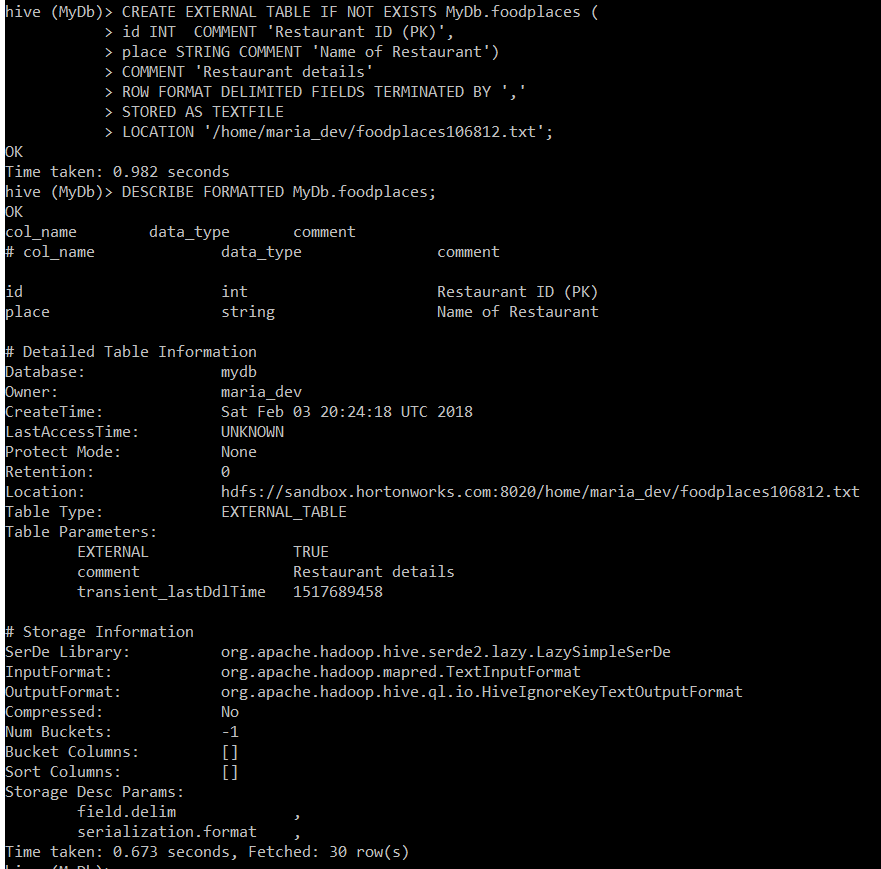 hive (MyDb)> CREATE EXTERNAL TABLE IF NOT EXISTS MyDb.foodplaces (
> id INT  COMMENT 'Restaurant ID (PK)',
> place STRING COMMENT 'Name of Restaurant')
> COMMENT 'Restaurant details'
> ROW FORMAT DELIMITED FIELDS TERMINATED BY ','
> STORED AS TEXTFILE
> LOCATION '/home/maria_dev/foodplaces106812.txt';
OK
Time taken: 0.982 seconds
hive (MyDb)> DESCRIBE FORMATTED MyDb.foodplaces;
OK
col_name data_type comment
# col_name data_type comment
id int Restaurant ID (PK)
place string Name of Restaurant
# Detailed Table Information
Database: mydb
Owner: maria_dev
CreateTime: Sat Feb 03 20:24:18 UTC 2018
LastAccessTime: UNKNOWN
Protect Mode: None
Retention: 0
Location: hdfs://sandbox.hortonworks.com:8020/home/maria_dev/foodplaces106812.txt
Table Type: EXTERNAL_TABLE
Table Parameters:
EXTERNAL TRUE
comment Restaurant details
transient_lastDdlTime 1517689458
# Storage Information
SerDe Library: org.apache.hadoop.hive.serde2.lazy.LazySimpleSerDe
InputFormat: org.apache.hadoop.mapred.TextInputFormat
OutputFormat: org.apache.hadoop.hive.ql.io.HiveIgnoreKeyTextOutputFormat
Compressed: No
Num Buckets: -1
Bucket Columns: []
Sort Columns: []
Storage Desc Params:
field.delim ,
serialization.format ,
Time taken: 0.673 seconds, Fetched: 30 row(s)